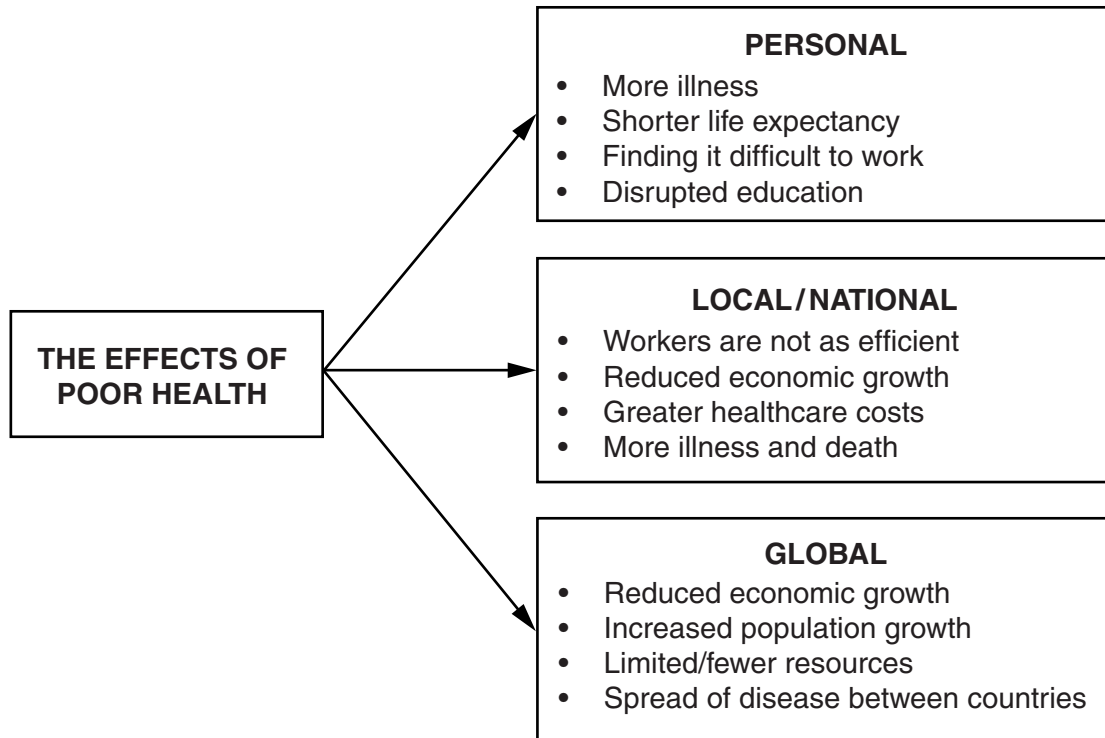 PERSONAL
• More illness
• Shorter life expectancy
• Finding it difficult to work
• Disrupted education
THE EFFECTS OF
POOR HEALTH
LOCAL/NATIONAL
• Workers are not as efficient
• Reduced economic growth
• Greater healthcare costs
• More illness and death
GLOBAL
• Reduced economic growth
• Increased population growth
• Limited/fewer resources
• Spread of disease between countries